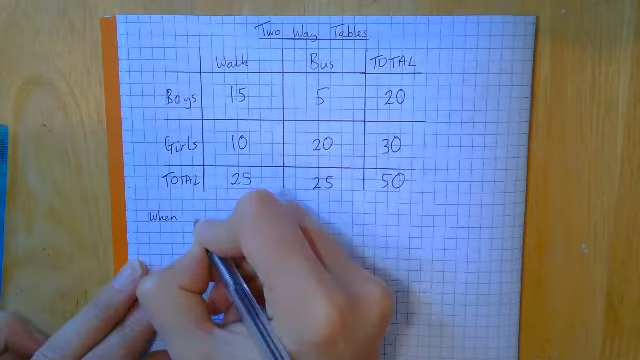 Two Way Tables
Walk Bus TOTAL
Boys 15 5 20
Girls 10 20 30
TOTAL 25 25 50
When